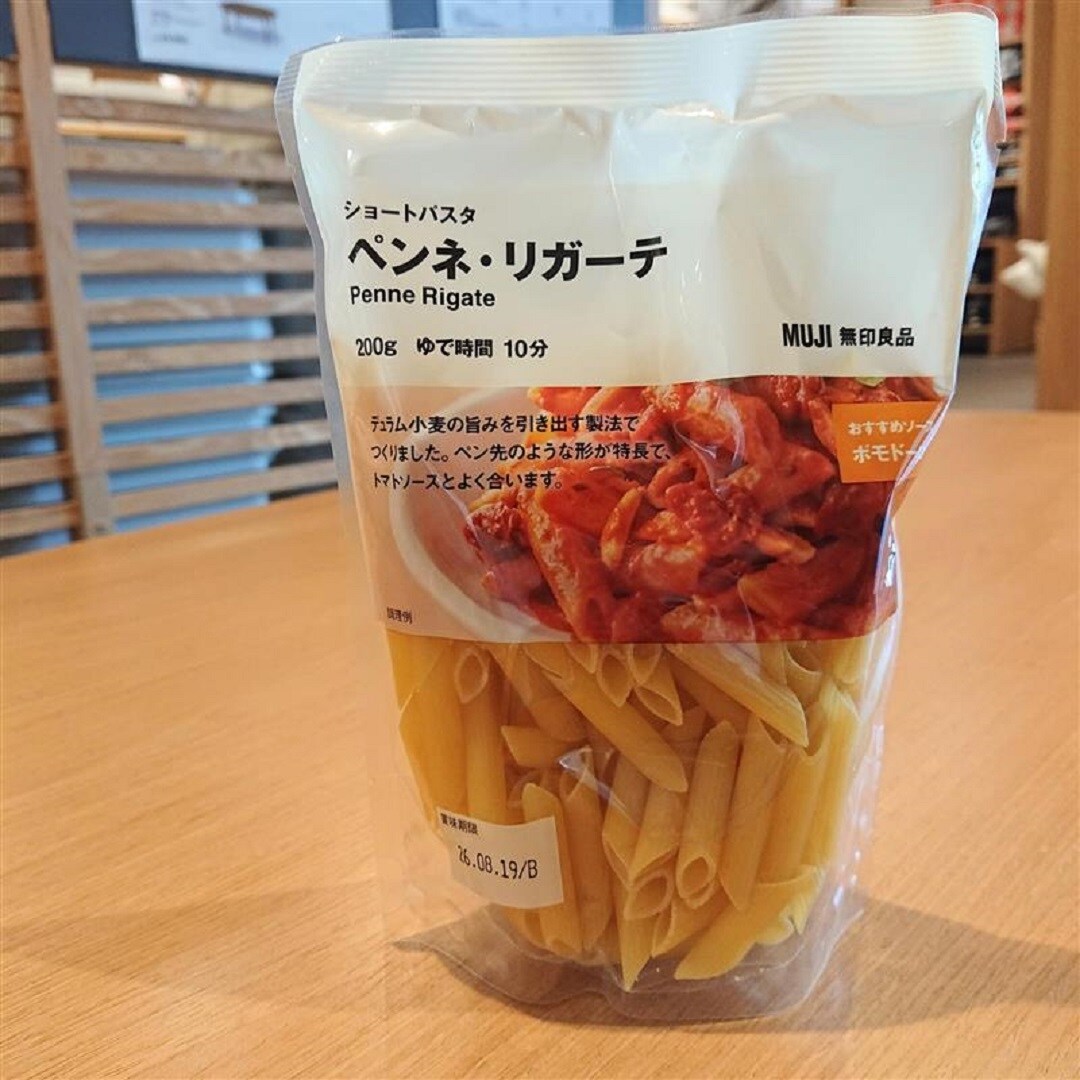 ショートパスタ
ペンネ・リガーテ
Penne Rigate
200g ゆで時間 10分
MUJI 無印良品
デュラム小麦の旨みを引き出す製法で
つくりました。ペン先のような形が特長で、
トマトソースとよく合います。
おすすめソー
ポモドー
調理例
賞味期限
26.08.19/B